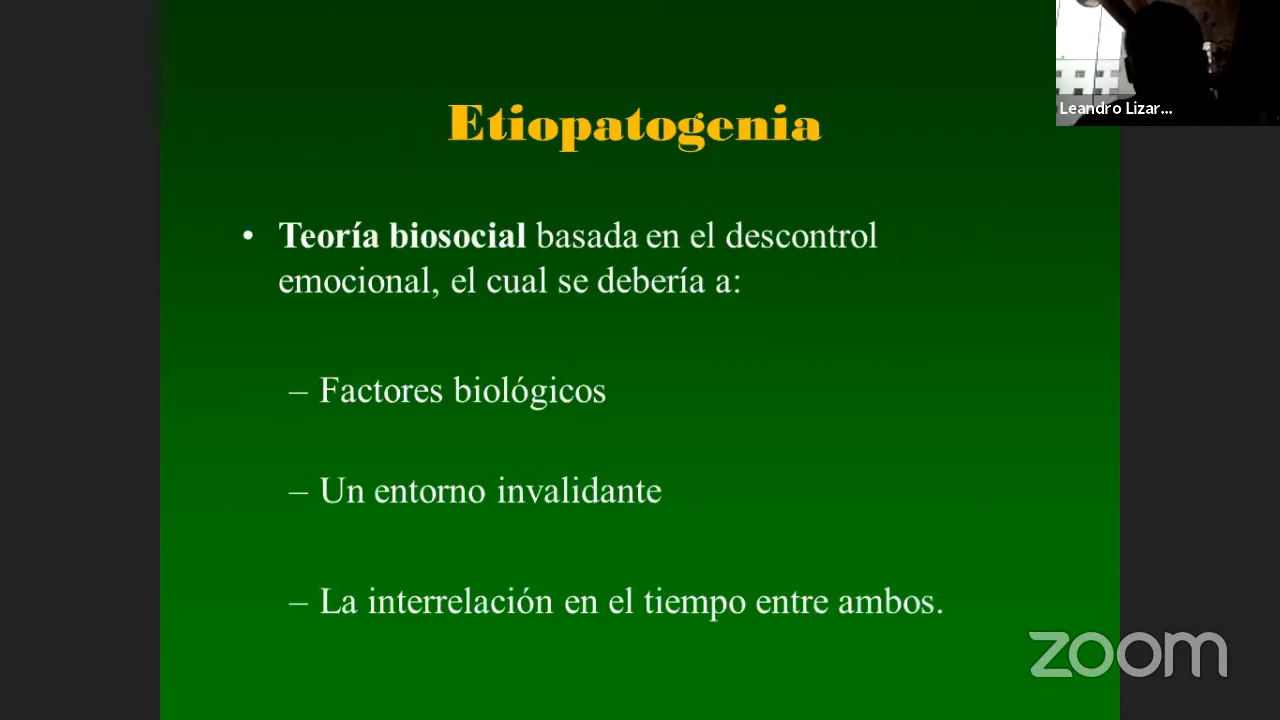 Etiopatogenia
Leandro Lizar...
• Teoría biosocial basada en el descontrol
emocional, el cual se debería a:
– Factores biológicos
– Un entorno invalidante
– La interrelación en el tiempo entre ambos.
zoom